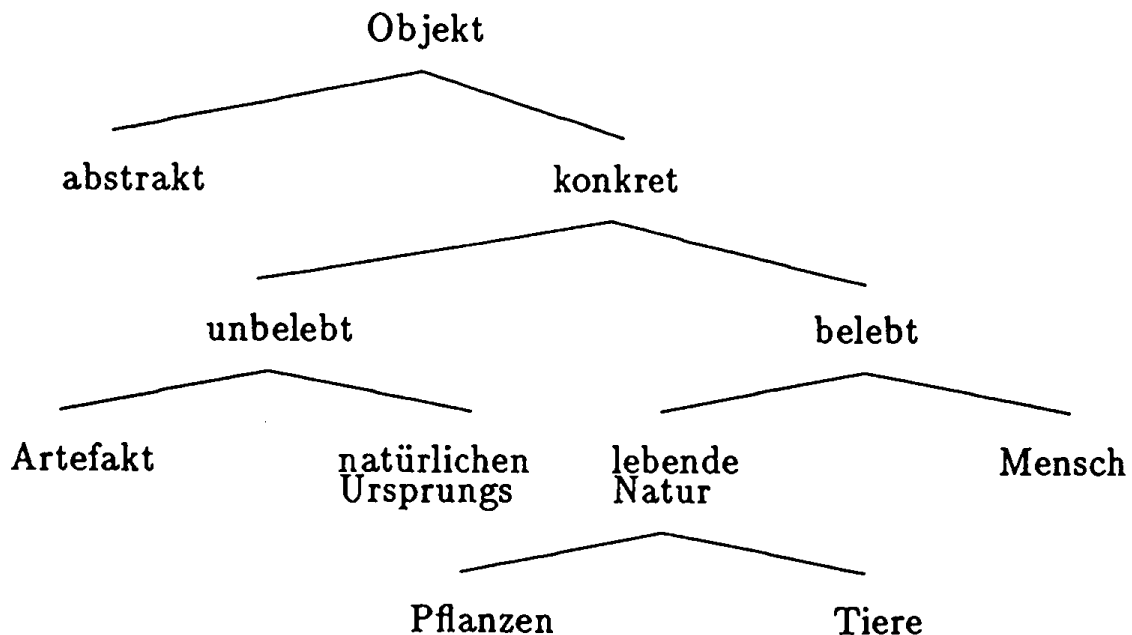 Objekt
abstrakt konkret
unbelebt belebt
Artefakt natürlichen lebende Mensch
Ursprungs Natur
Pflanzen Tiere